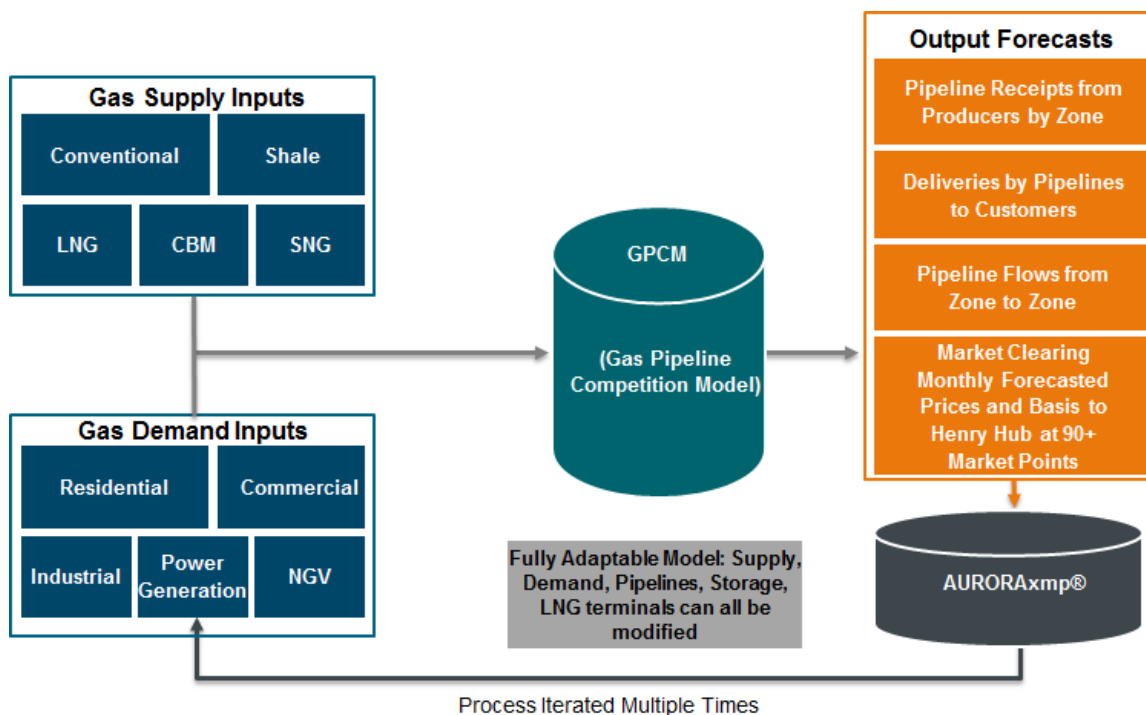 Gas Supply Inputs
Conventional
Shale
LNG
CBM
SNG
Gas Demand Inputs
Residential
Commercial
Industrial
Power
Generation
NGV
GPCM
(Gas Pipeline
Competition Model)
Fully Adaptable Model: Supply,
Demand, Pipelines, Storage,
LNG terminals can all be
modified
Output Forecasts
Pipeline Receipts from
Producers by Zone
Deliveries by Pipelines
to Customers
Pipeline Flows from
Zone to Zone
Market Clearing
Monthly Forecasted
Prices and Basis to
Henry Hub at 90+
Market Points
AURORAxmp®
Process Iterated Multiple Times